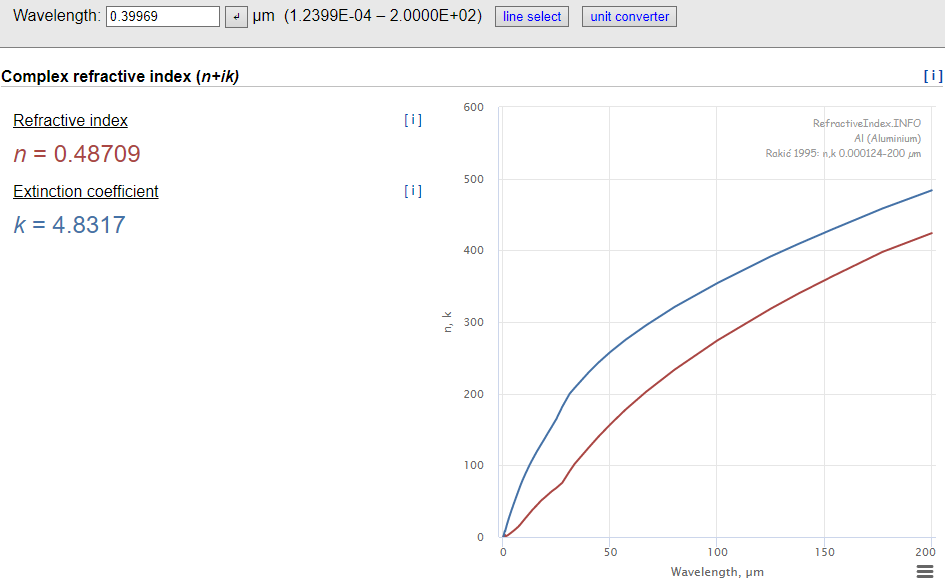 Wavelength: 0.39969 ↲ µm (1.2399E-04 – 2.0000E+02) line select unit converter
Complex refractive index (n+ik) [ i ]
Refractive index [ i ]
n = 0.48709
Extinction coefficient [ i ]
k = 4.8317
RefractiveIndex.INFO
Al (Aluminium)
Rakić 1995: n,k 0.000124-200 µm
600
500
400
300
200
100
0
n, k
0 50 100 150 200
Wavelength, µm